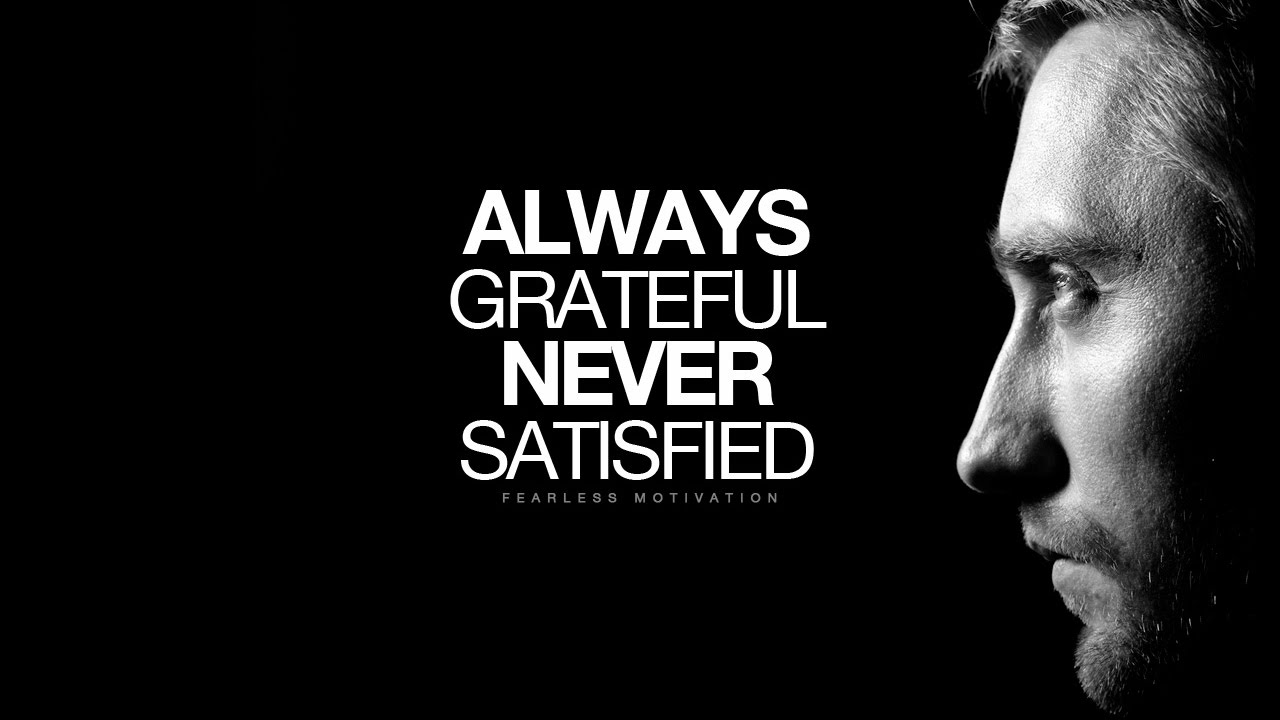 ALWAYS
GRATEFUL
NEVER
SATISFIED
FEARLESS MOTIVATION